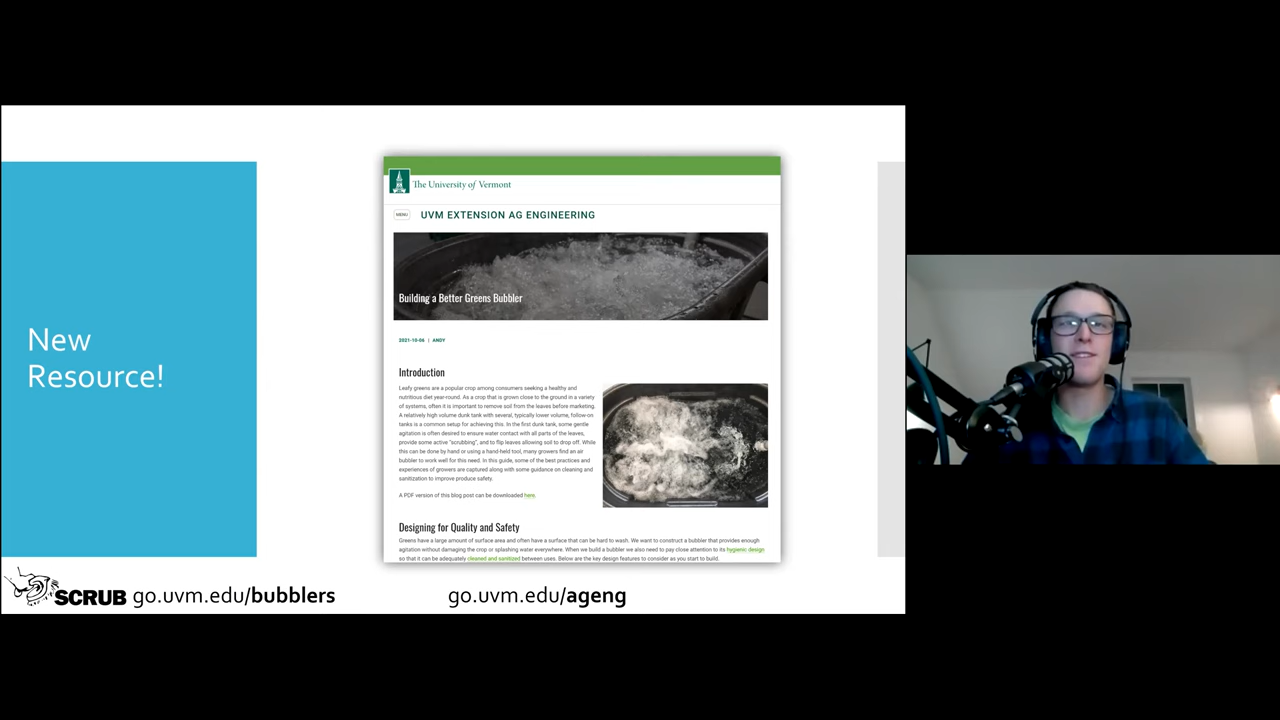 New
Resource!
The University of Vermont
MENU
UVM EXTENSION AG ENGINEERING
Building a Better Greens Bubbler
2021-10-06 | ANDY
Introduction
Leafy greens are a popular crop among consumers seeking a healthy and
nutritious diet year-round. As a crop that is grown close to the ground in a variety
of systems, often it is important to remove soil from the leaves before marketing.
A relatively high volume dunk tank with several, typically lower volume, follow-on
tanks is a common setup for achieving this. In the first dunk tank, some gentle
agitation is often desired to ensure water contact with all parts of the leaves,
provide some active "scrubbing", and to flip leaves allowing soil to drop off. While
this can be done by hand or using a hand-held tool, many growers find an air
bubbler to work well for this need. In this guide, some of the best practices and
experiences of growers are captured along with some guidance on cleaning and
sanitization to improve produce safety.
A PDF version of this blog post can be downloaded here.
Designing for Quality and Safety
Greens have a large amount of surface area and often have a surface that can be hard to wash. We want to construct a bubbler that provides enough
agitation without damaging the crop or splashing water everywhere. When we build a bubbler we also need to pay close attention to its hygienic design
so that it can be adequately cleaned and sanitized between uses. Below are the key design features to consider as you start to build.
SCRUB go.uvm.edu/bubblers
go.uvm.edu/ageng